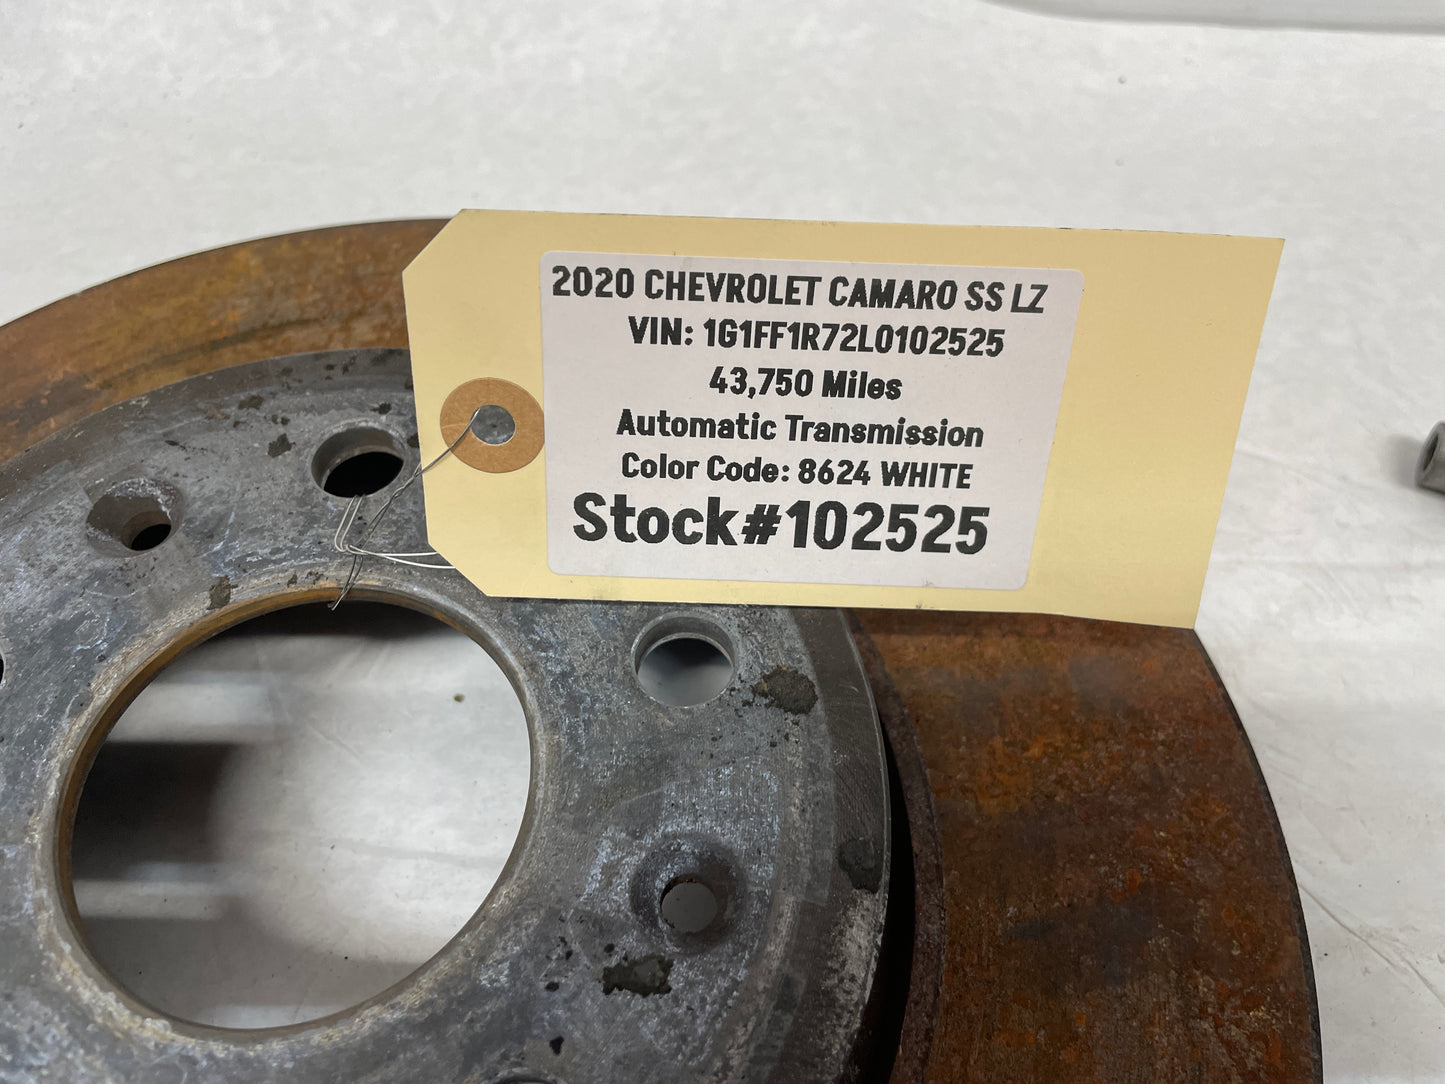 2020 CHEVROLET CAMARO SS LZ
VIN: 1G1FF1R72L0102525
43,750 Miles
Automatic Transmission
Color Code: 8624 WHITE
Stock#102525